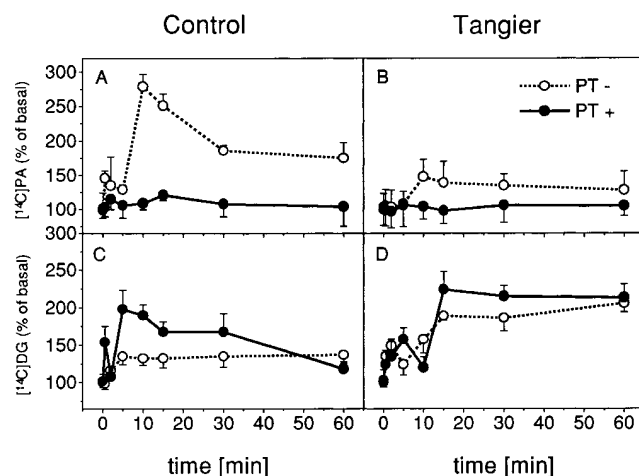 Control Tangier
A
B
PT -
PT +
[¹⁴C]PA (% of basal)
300
250
200
150
100
C
D
[¹⁴C]DG (% of basal)
300
250
200
150
100
0 10 20 30 40 50 60 0 10 20 30 40 50 60
time [min] time [min]